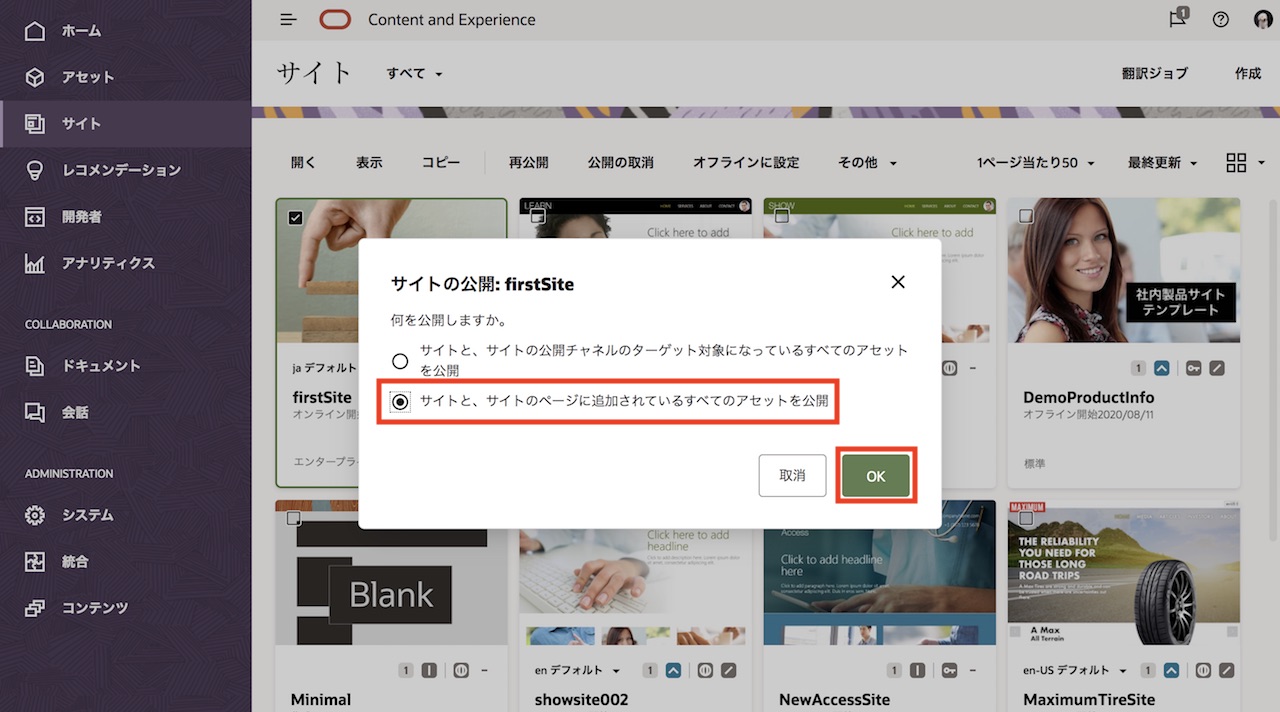 ホーム
アセット
サイト
レコメンデーション
開発者
アナリティクス
COLLABORATION
ドキュメント
会話
ADMINISTRATION
システム
統合
コンテンツ
Content and Experience
1
サイト
すべて
翻訳ジョブ
作成
開く
表示
コピー
再公開
公開の取消
オフラインに設定
その他
1ページ当たり50
最終更新
LEARN
HOME SERVICES ABOUT CONTACT
Click here to add
SHOW
HOME SERVICES ABOUT CONTACT
Click here to add
社内製品サイト
テンプレート
ja デフォルト
firstSite
オンライン開
エンタープラ
サイトの公開: firstSite
何を公開しますか。
サイトと、サイトの公開チャネルのターゲット対象になっているすべてのアセット
を公開
サイトと、サイトのページに追加されているすべてのアセットを公開
取消
OK
1
DemoProductInfo
オフライン開始2020/08/11
標準
Blank
1
Minimal
Click here to add
headline
en デフォルト
1
showsite002
Access
Click to add headline
here
1
NewAccessSite
MAXIMUM
THE RELIABILITY
YOU NEED FOR
THOSE LONG
ROAD TRIPS
A Max
All Terrain
en-US デフォルト
1
MaximumTireSite